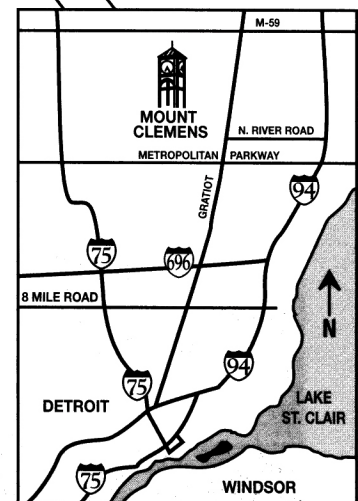 M-59
MOUNT
CLEMENS
N. RIVER ROAD
METROPOLITAN PARKWAY
GRATIOT
94
75
696
8 MILE ROAD
N
94
75
DETROIT
LAKE
ST. CLAIR
75
WINDSOR